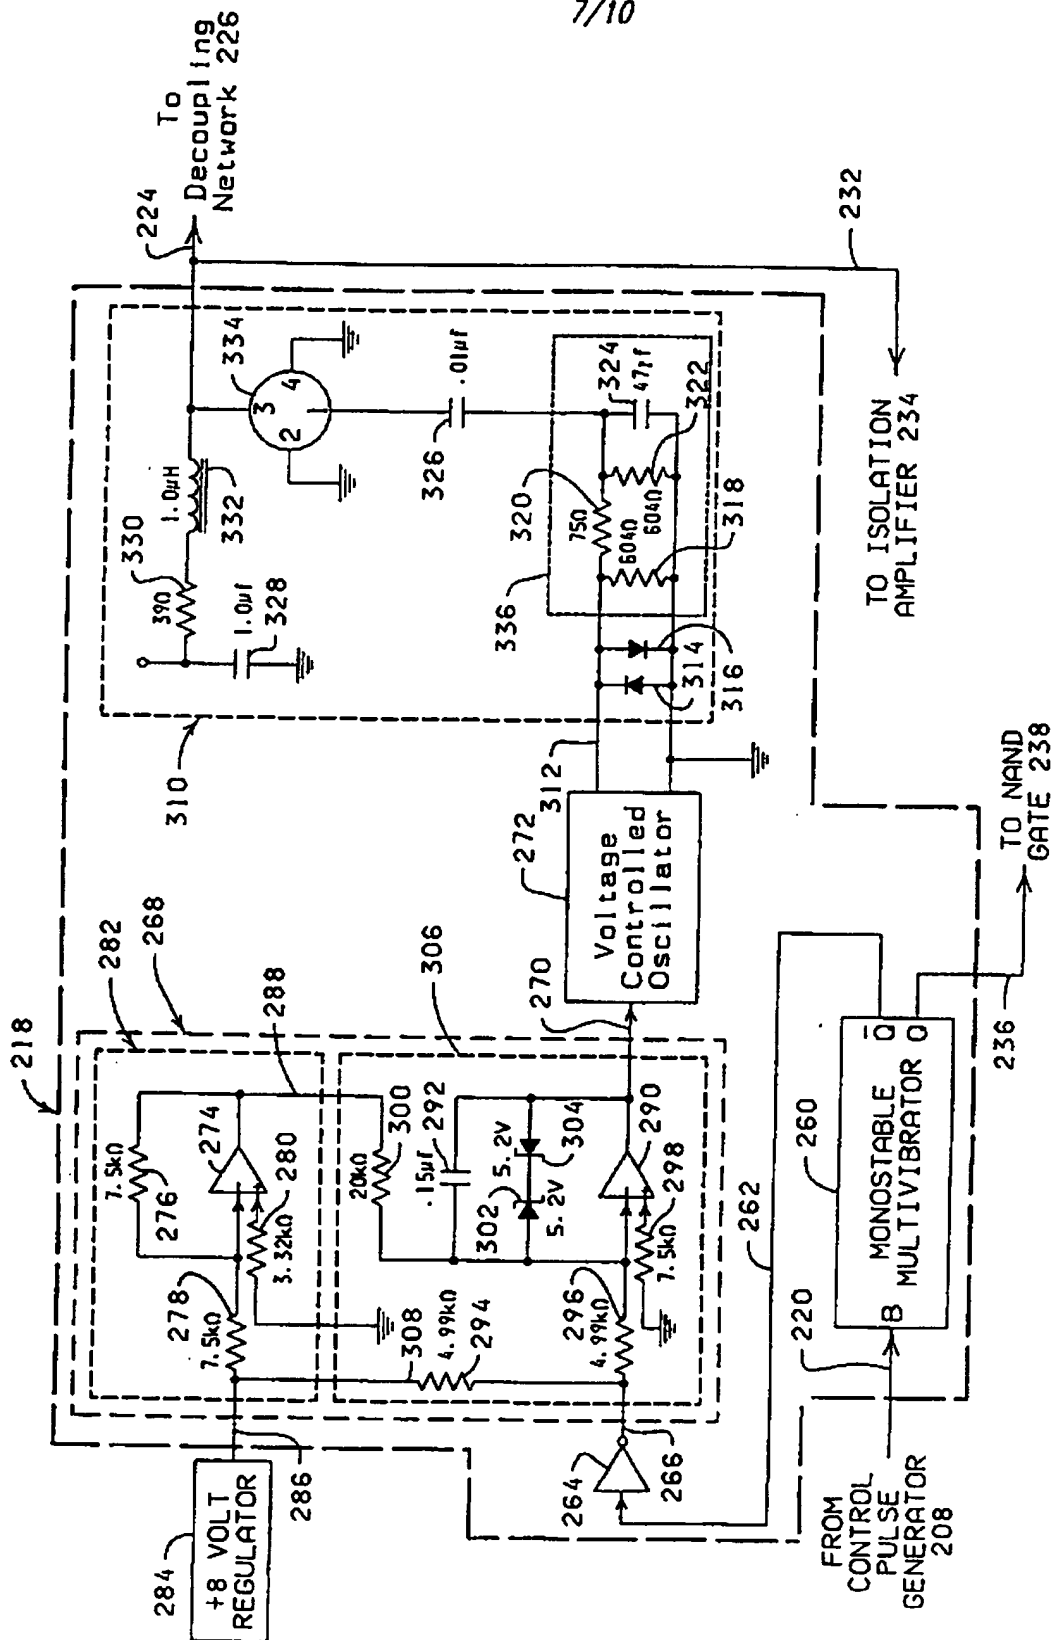 7/10
218
282
268
284
+8 VOLT
REGULATOR
286
278
7.5kΩ
7.5kΩ
276
274
280
3.32kΩ
288
308
4.99kΩ
294
20kΩ
300
.15µf
292
302
5.2V
5.2V
304
306
290
296
4.99kΩ
298
7.5kΩ
264
266
262
270
272
Voltage
Controlled
Oscillator
310
312
330
39Ω
1.0µf
328
1.0µH
332
3
2
4
334
326
.01µf
336
320
75Ω
604Ω
604Ω
318
322
324
314
316
224
To
Decoupling
Network 226
232
TO ISOLATION
AMPLIFIER 234
FROM
CONTROL
PULSE
GENERATOR
208
220
B
MONOSTABLE
MULTIVIBRATOR
Q
Q
260
236
TO NAND
GATE 238